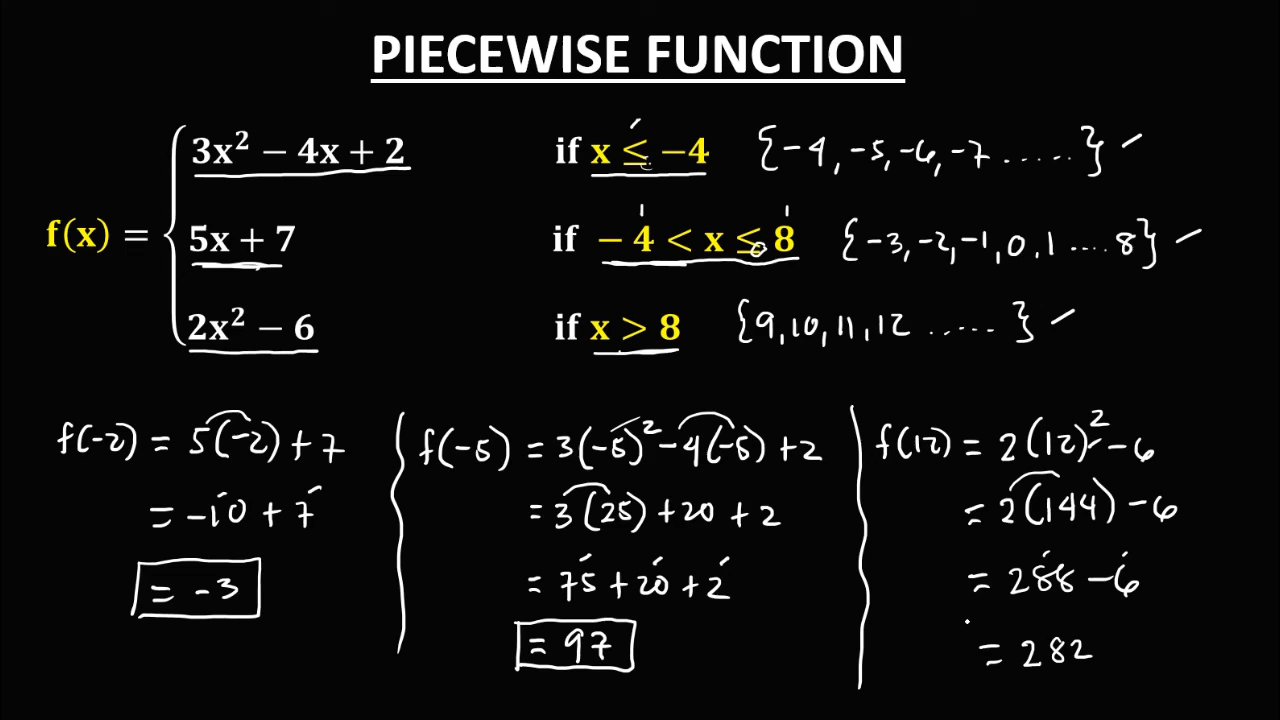 PIECEWISE FUNCTION
3x² − 4x + 2 if x ≤ −4 {-4, -5, -6, -7 ......}
f(x) = { 5x + 7 if − 4 < x ≤ 8 {-3, -2, -1, 0, 1 .... 8}
2x² − 6 if x > 8 {9, 10, 11, 12 ......}
f(-2) = 5(-2) + 7
= -10 + 7
= -3
f(-5) = 3(-5)² - 4(-5) + 2
= 3(25) + 20 + 2
= 75 + 20 + 2
= 97
f(12) = 2(12)² - 6
= 2(144) - 6
= 288 - 6
= 282